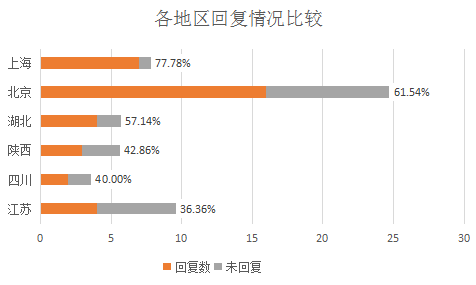 各地区回复情况比较
上海 77.78%
北京 61.54%
湖北 57.14%
陕西 42.86%
四川 40.00%
江苏 36.36%
0 5 10 15 20 25 30
回复数 未回复